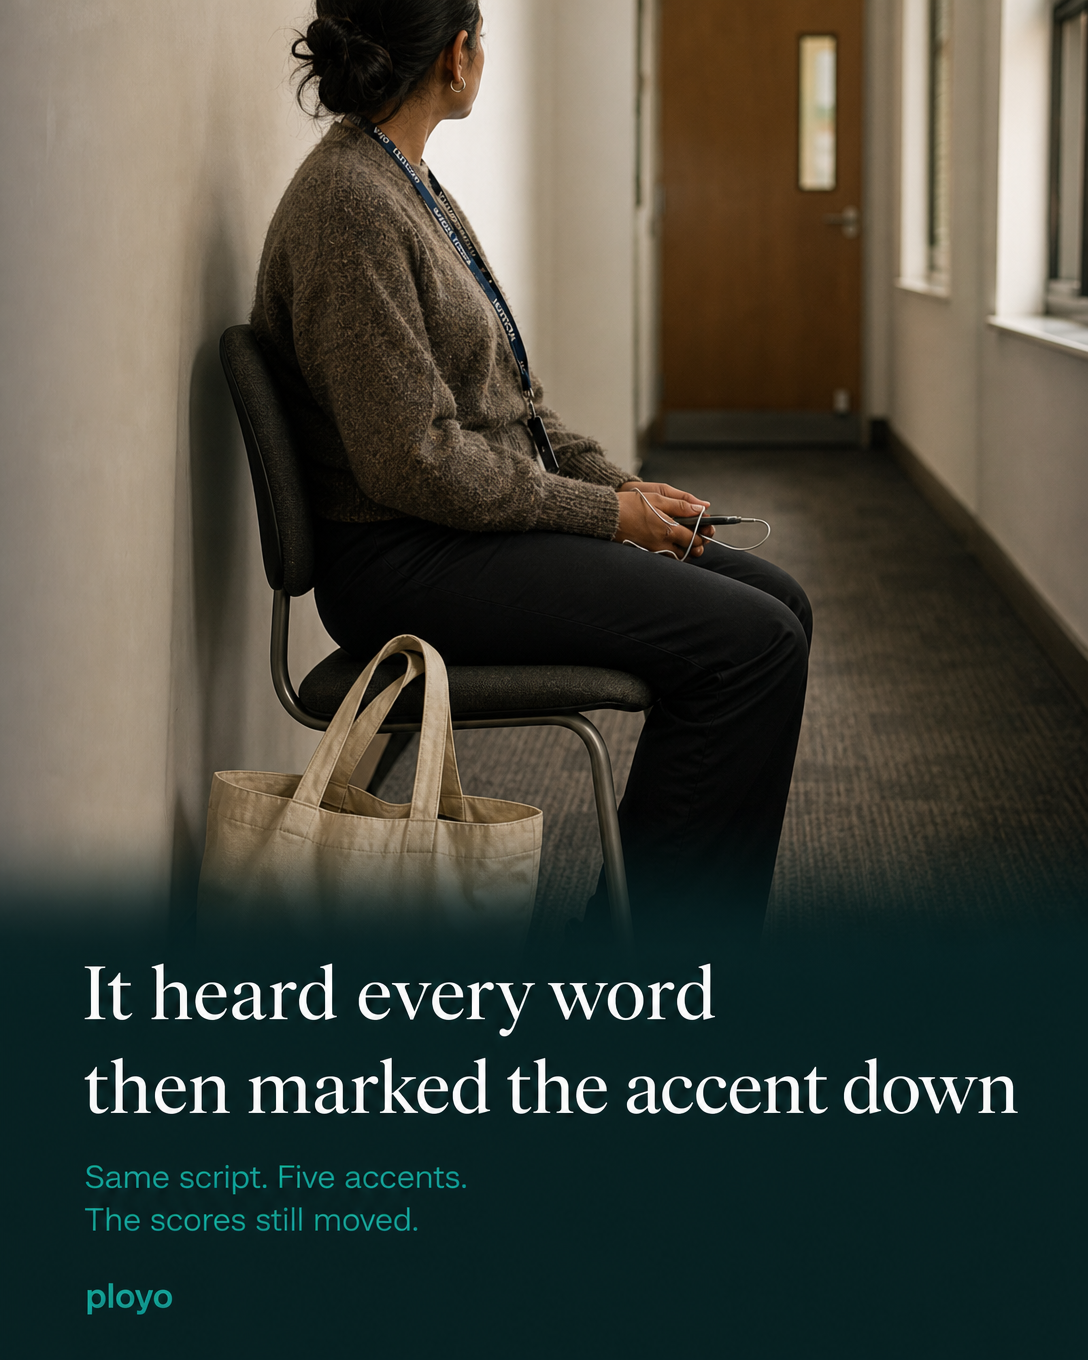 It heard every word
then marked the accent down
Same script. Five accents.
The scores still moved.
ployo